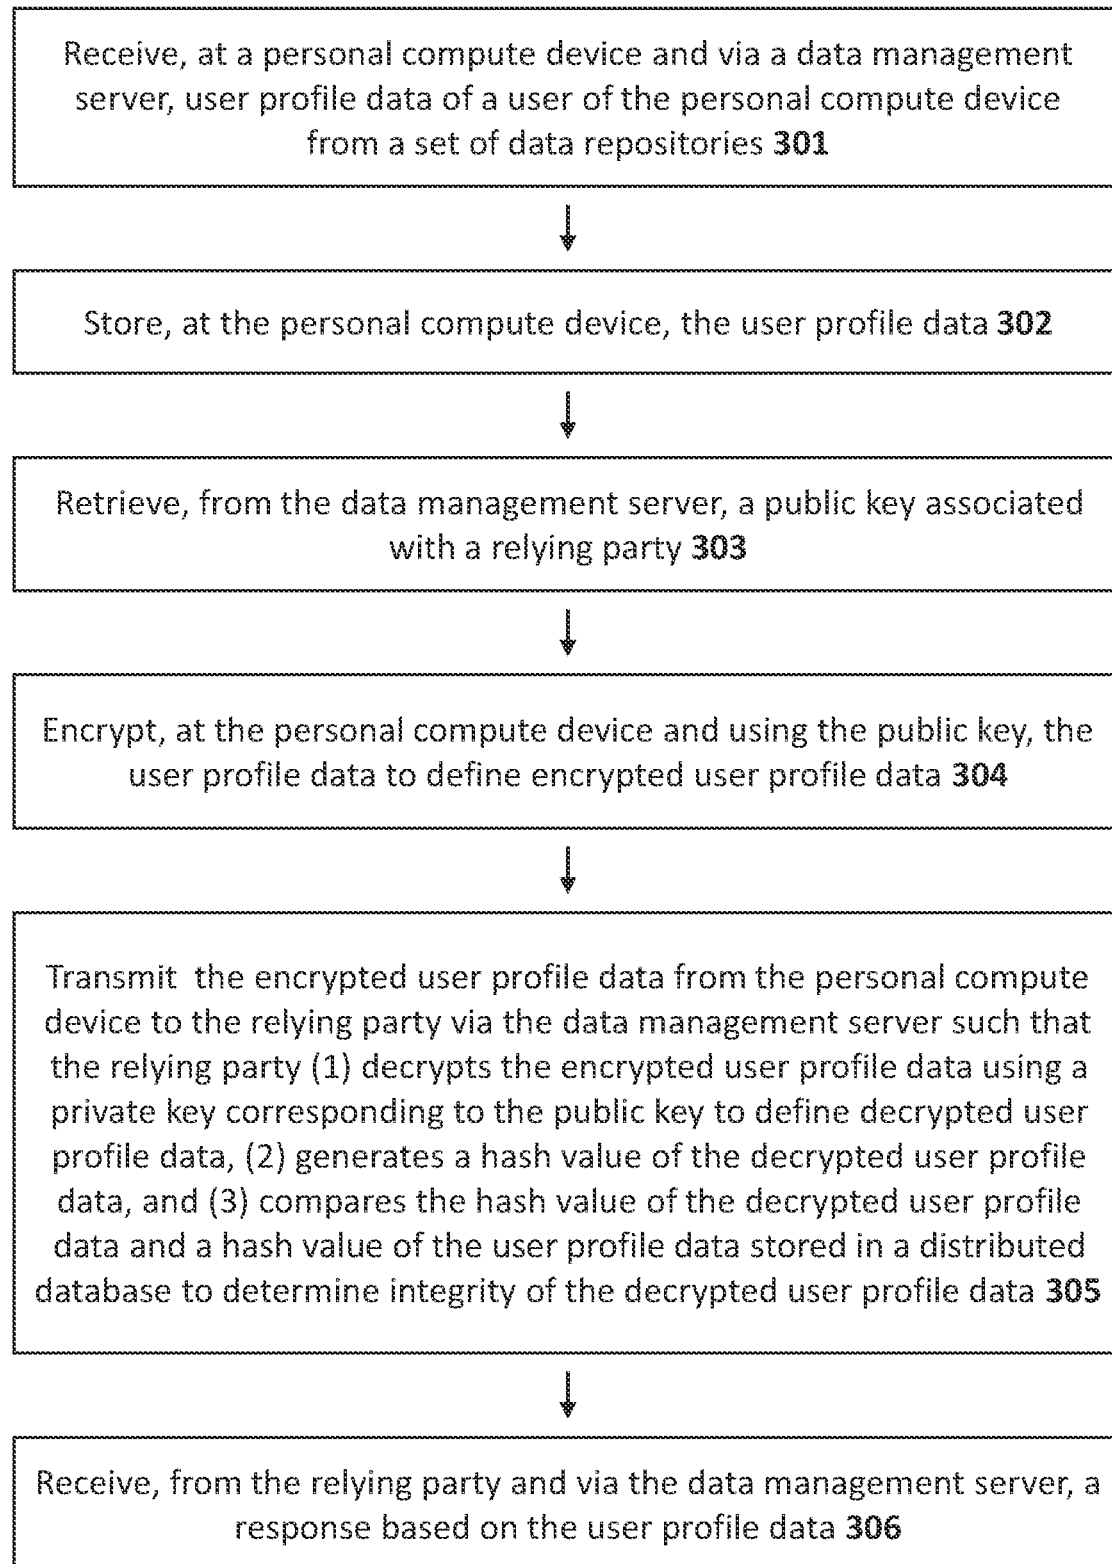 Receive, at a personal compute device and via a data management
server, user profile data of a user of the personal compute device
from a set of data repositories 301
Store, at the personal compute device, the user profile data 302
Retrieve, from the data management server, a public key associated
with a relying party 303
Encrypt, at the personal compute device and using the public key, the
user profile data to define encrypted user profile data 304
Transmit the encrypted user profile data from the personal compute
device to the relying party via the data management server such that
the relying party (1) decrypts the encrypted user profile data using a
private key corresponding to the public key to define decrypted user
profile data, (2) generates a hash value of the decrypted user profile
data, and (3) compares the hash value of the decrypted user profile
data and a hash value of the user profile data stored in a distributed
database to determine integrity of the decrypted user profile data 305
Receive, from the relying party and via the data management server, a
response based on the user profile data 306